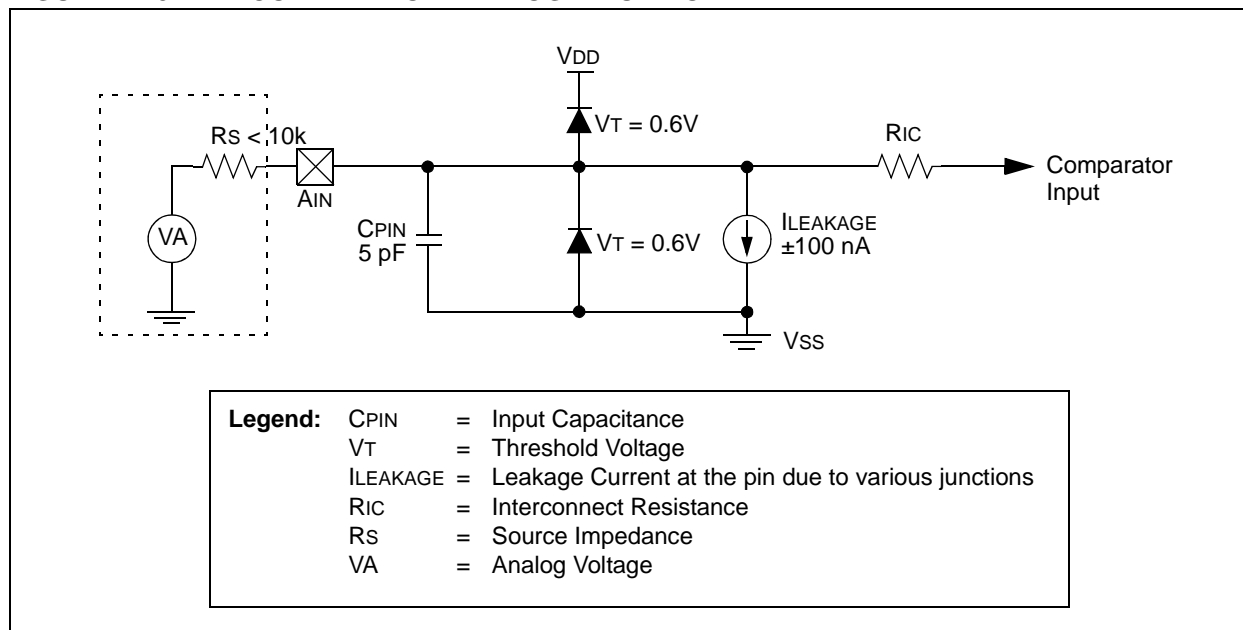 VDD
RS < 10k
VT = 0.6V
RIC
AIN
Comparator
Input
VA
CPIN
5 pF
VT = 0.6V
ILEAKAGE
±100 nA
VSS
Legend: CPIN = Input Capacitance
VT = Threshold Voltage
ILEAKAGE = Leakage Current at the pin due to various junctions
RIC = Interconnect Resistance
RS = Source Impedance
VA = Analog Voltage